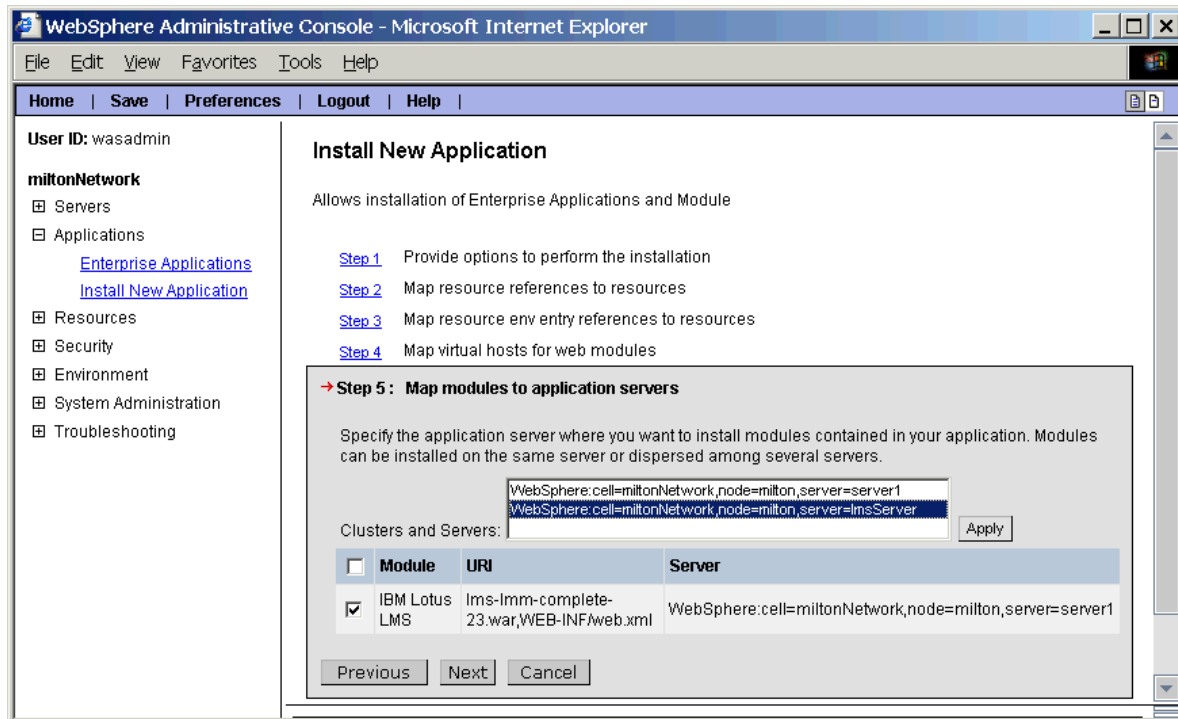 WebSphere Administrative Console - Microsoft Internet Explorer
File Edit View Favorites Tools Help
Home | Save | Preferences | Logout | Help |
User ID: wasadmin
miltonNetwork
Servers
Applications
Enterprise Applications
Install New Application
Resources
Security
Environment
System Administration
Troubleshooting
Install New Application
Allows installation of Enterprise Applications and Module
Step 1 Provide options to perform the installation
Step 2 Map resource references to resources
Step 3 Map resource env entry references to resources
Step 4 Map virtual hosts for web modules
Step 5 : Map modules to application servers
Specify the application server where you want to install modules contained in your application. Modules
can be installed on the same server or dispersed among several servers.
WebSphere:cell=miltonNetwork,node=milton,server=server1
WebSphere:cell=miltonNetwork,node=milton,server=lmsServer
Clusters and Servers: Apply
Module URI Server
IBM Lotus lms-lmm-complete-
LMS 23.war,WEB-INF/web.xml WebSphere:cell=miltonNetwork,node=milton,server=server1
Previous Next Cancel